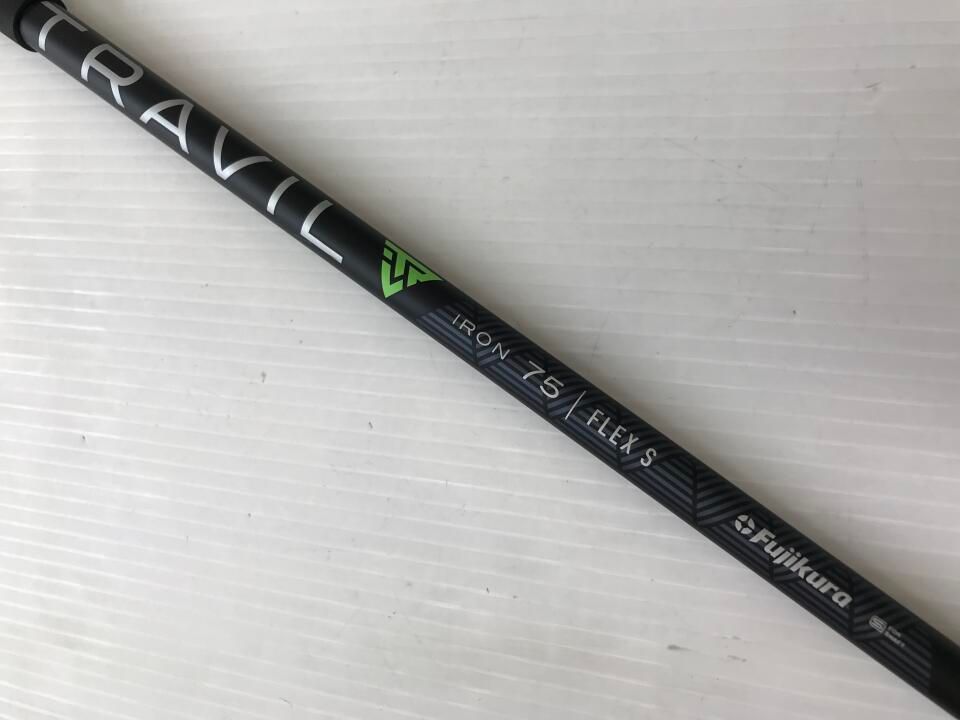 TRAVIL
IRON 75 | FLEX S
Fujikura